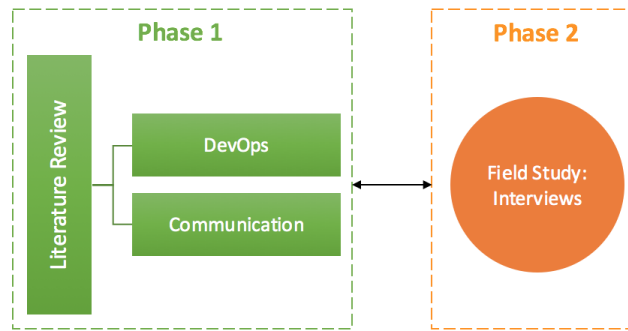 Phase 1
Literature Review
DevOps
Communication
Phase 2
Field Study:
Interviews